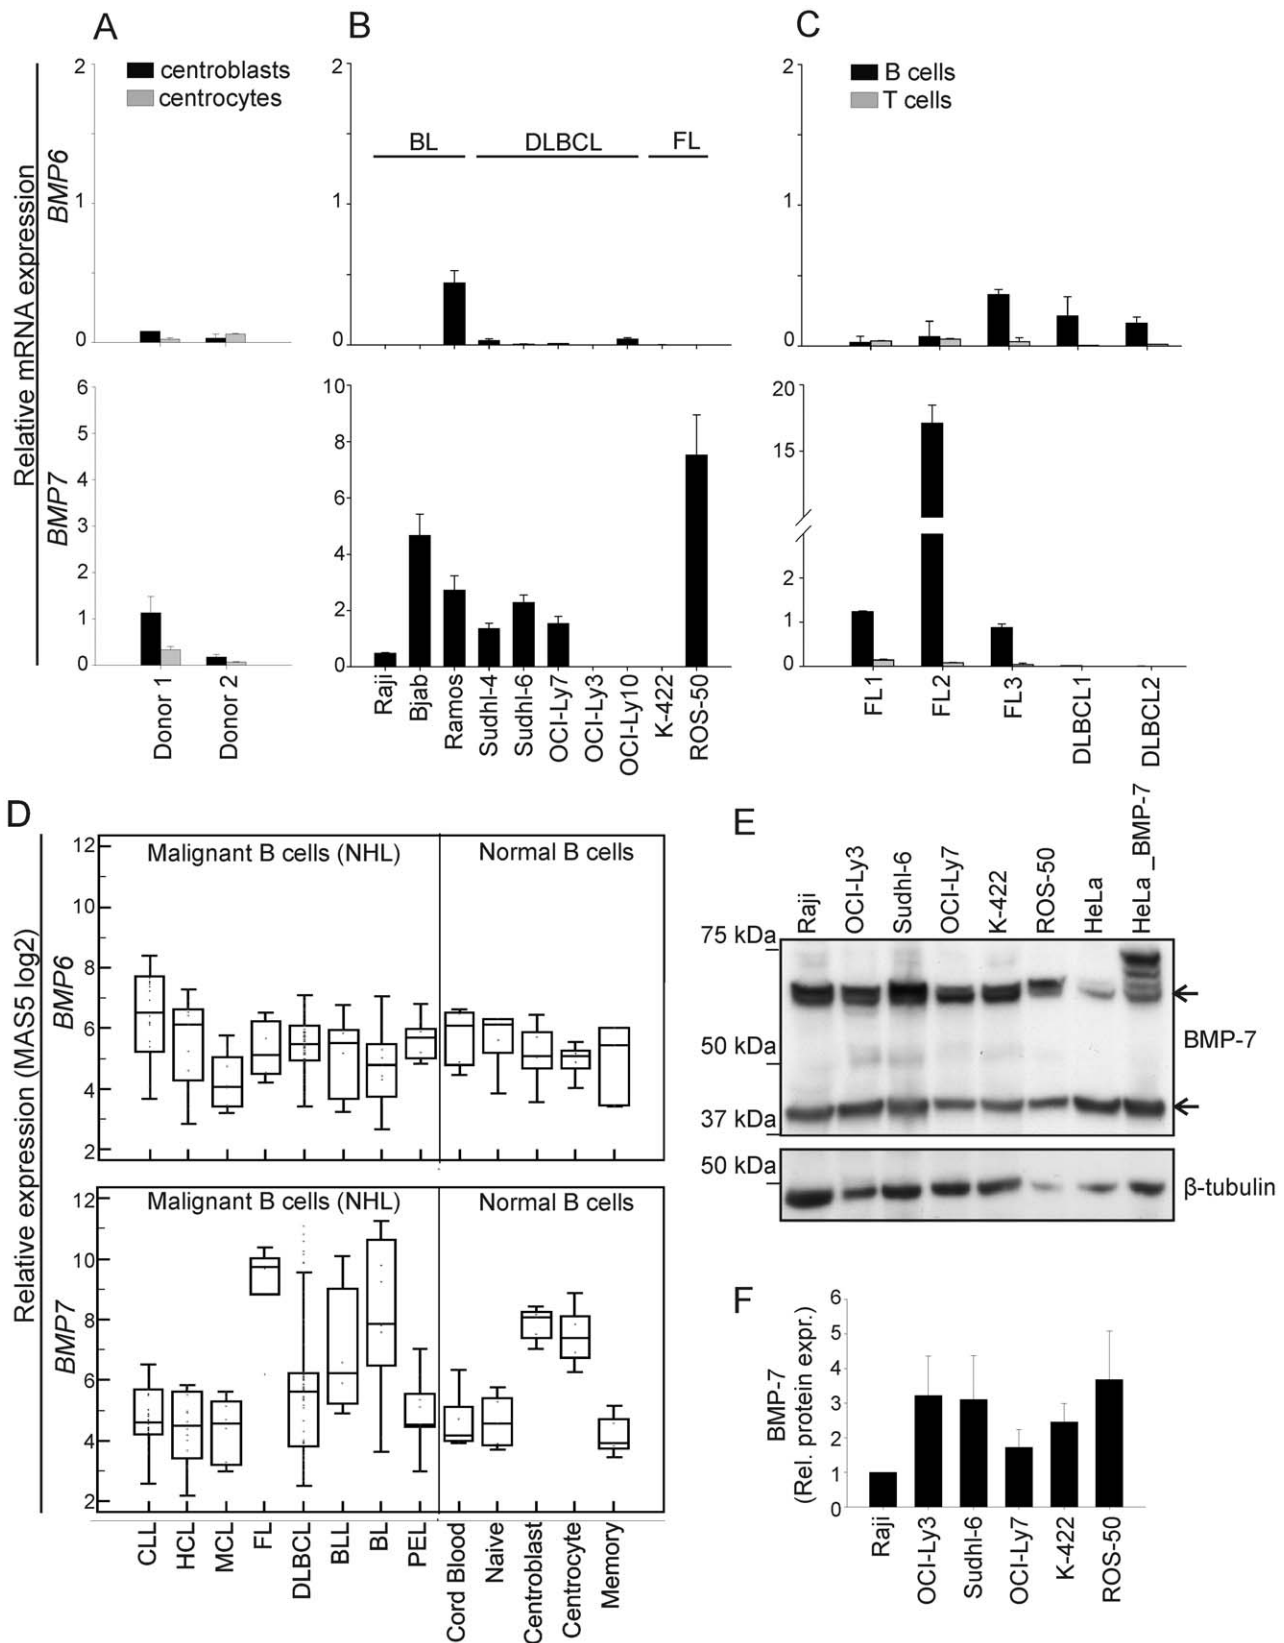 A
B
C
2
1
0
centroblasts
centrocytes
2
1
0
BL
DLBCL
FL
2
1
0
B cells
T cells
Relative mRNA expression
BMP6
BMP7
6
5
4
3
2
1
0
10
8
6
4
2
0
20
15
2
1
0
Donor 1
Donor 2
Raji
Bjab
Ramos
Sudhl-4
Sudhl-6
OCI-Ly7
OCI-Ly3
OCI-Ly10
K-422
ROS-50
FL1
FL2
FL3
DLBCL1
DLBCL2
D
Relative expression (MAS5 log2)
BMP6
12
10
8
6
4
2
Malignant B cells (NHL)
Normal B cells
BMP7
12
10
8
6
4
2
Malignant B cells (NHL)
Normal B cells
CLL
HCL
MCL
FL
DLBCL
BLL
BL
PEL
Cord Blood
Naive
Centroblast
Centrocyte
Memory
E
Raji
OCI-Ly3
Sudhl-6
OCI-Ly7
K-422
ROS-50
HeLa
HeLa_BMP-7
75 kDa
50 kDa
37 kDa
50 kDa
BMP-7
β-tubulin
F
BMP-7
(Rel. protein expr.)
6
5
4
3
2
1
0
Raji
OCI-Ly3
Sudhl-6
OCI-Ly7
K-422
ROS-50